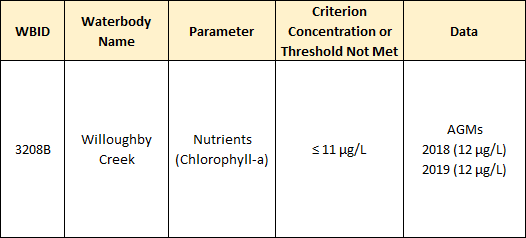 WBID
Waterbody
Name
Parameter
Criterion
Concentration or
Threshold Not Met
Data
3208B
Willoughby
Creek
Nutrients
(Chlorophyll-a)
≤ 11 µg/L
AGMs
2018 (12 µg/L)
2019 (12 µg/L)